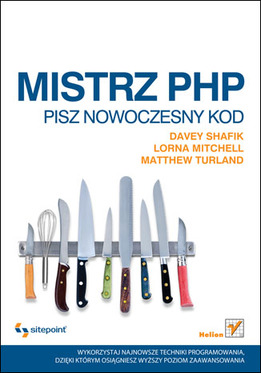 MISTRZ PHP
PISZ NOWOCZESNY KOD
DAVEY SHAFIK
LORNA MITCHELL
MATTHEW TURLAND
sitepoint
Helion
WYKORZYSTAJ NAJNOWSZE TECHNIKI PROGRAMOWANIA,
DZIĘKI KTÓRYM OSIĄGNIESZ WYŻSZY POZIOM ZAAWANSOWANIA